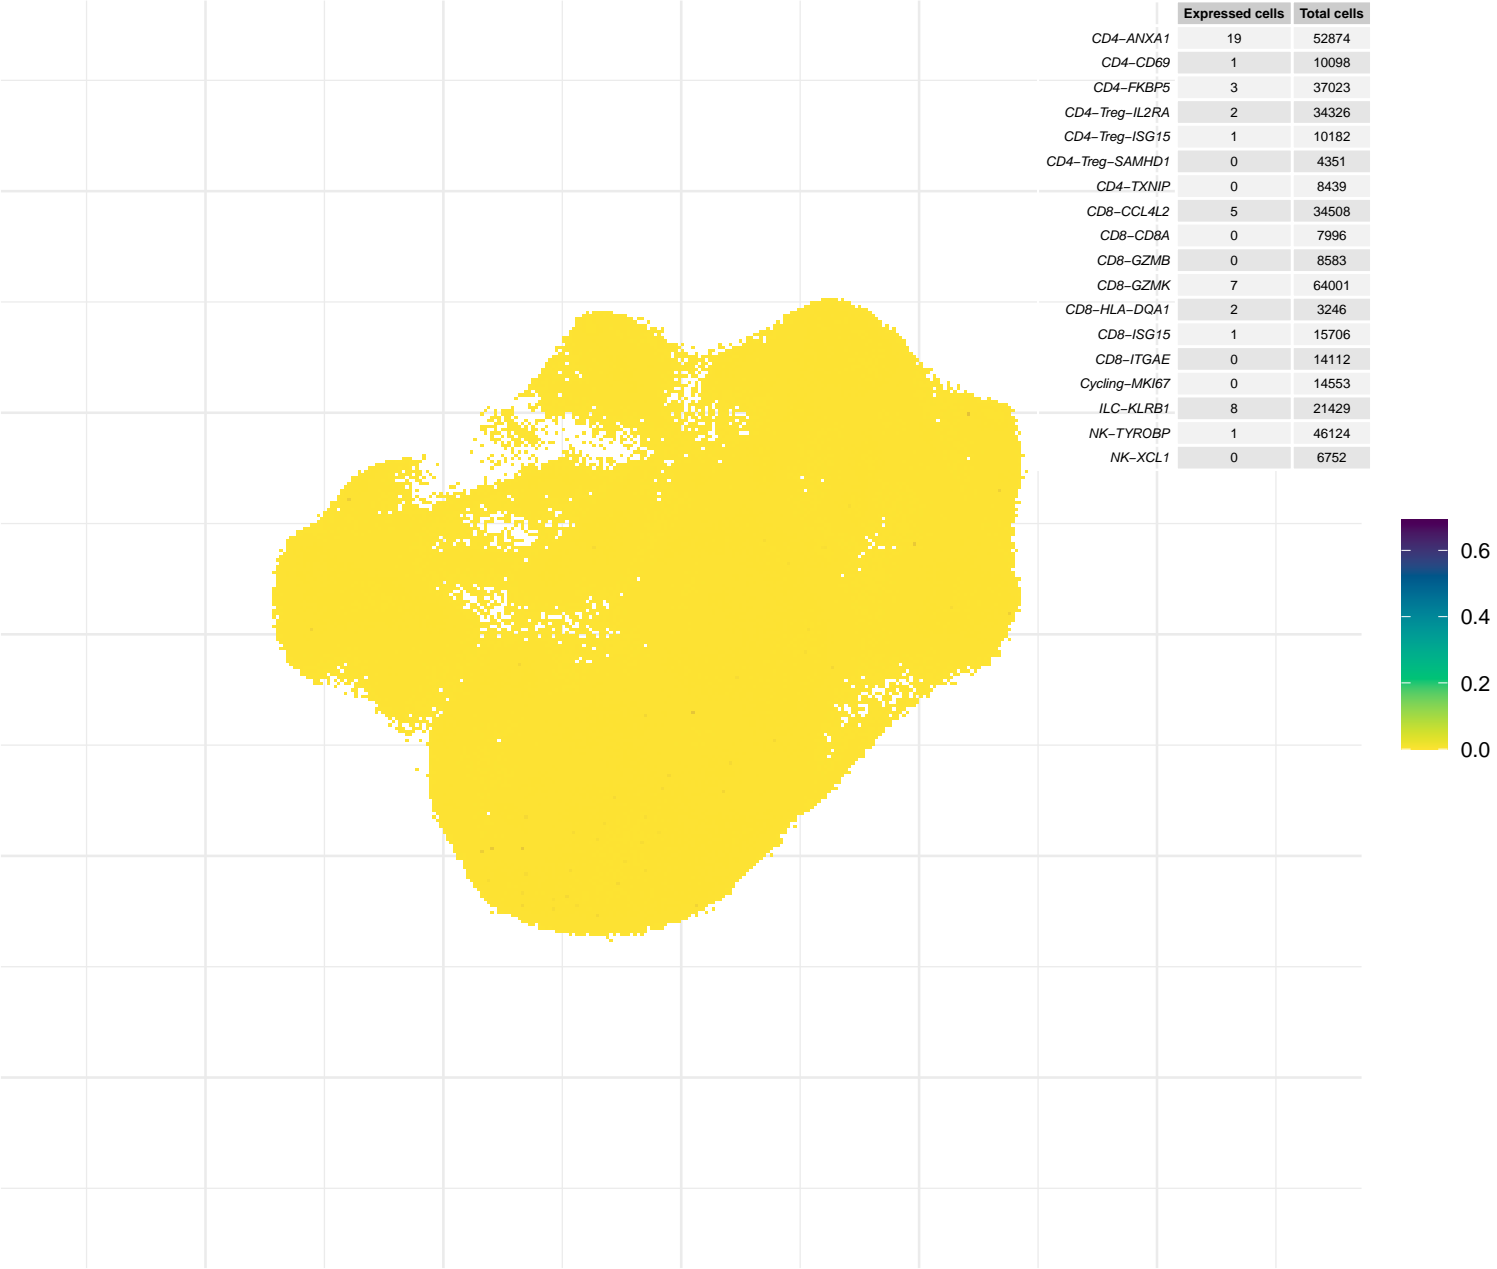 Expressed cells Total cells
CD4−ANXA1 19 52874
CD4−CD69 1 10098
CD4−FKBP5 3 37023
CD4−Treg−IL2RA 2 34326
CD4−Treg−ISG15 1 10182
CD4−Treg−SAMHD1 0 4351
CD4−TXNIP 0 8439
CD8−CCL4L2 5 34508
CD8−CD8A 0 7996
CD8−GZMB 0 8583
CD8−GZMK 7 64001
CD8−HLA−DQA1 2 3246
CD8−ISG15 1 15706
CD8−ITGAE 0 14112
Cycling−MKI67 0 14553
ILC−KLRB1 8 21429
NK−TYROBP 1 46124
NK−XCL1 0 6752
0.6
0.4
0.2
0.0